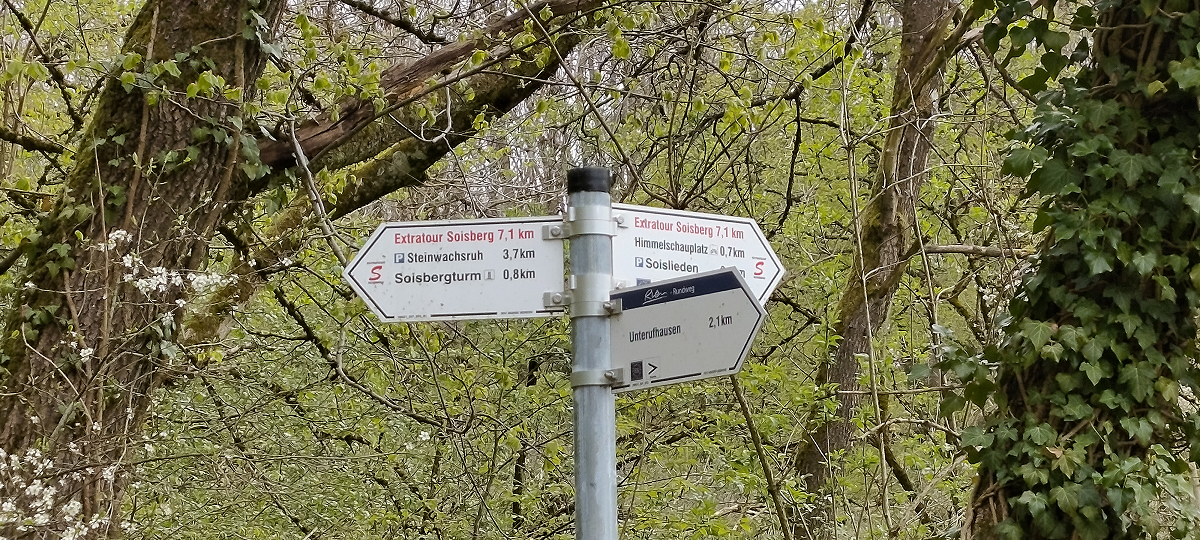 Extratour Soisberg 7,1 km
P Steinwachsruh 3,7km
Soisbergturm 0,8km
S
Extratour Soisberg 7,1 km
Himmelschauplatz 0,7km
P Soislieden
S
Rundweg
Unterufhausen 2,1km